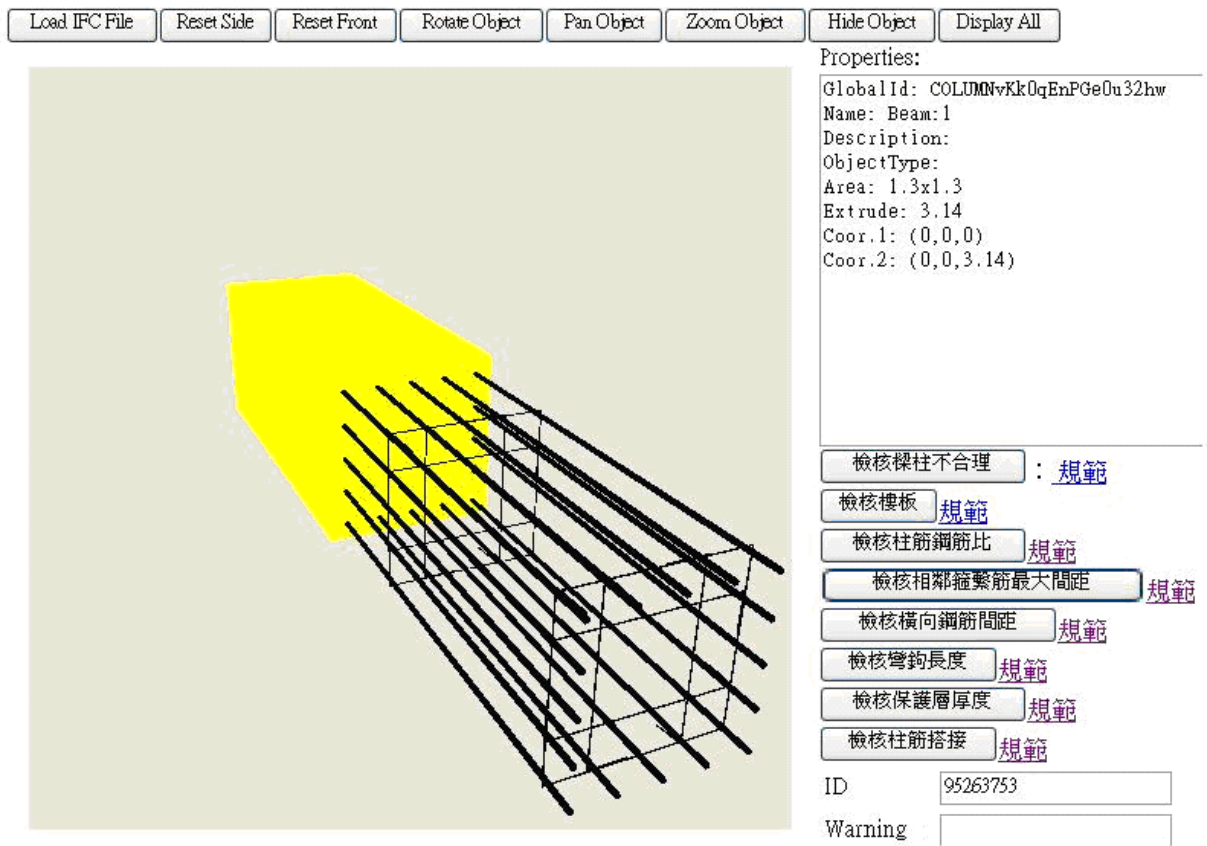 Load IFC File Reset Side Reset Front Rotate Object Pan Object Zoom Object Hide Object Display All
Properties:
GlobalId: COLUMNvKk0qEnPGe0u32hw
Name: Beam:1
Description:
ObjectType:
Area: 1.3x1.3
Extrude: 3.14
Coor.1: (0,0,0)
Coor.2: (0,0,3.14)
檢核樑柱不合理 : 規範
檢核樓板 規範
檢核柱筋鋼筋比 規範
檢核相鄰箍繫筋最大間距 規範
檢核橫向鋼筋間距 規範
檢核彎鉤長度 規範
檢核保護層厚度 規範
檢核柱筋搭接 規範
ID 95263753
Warning